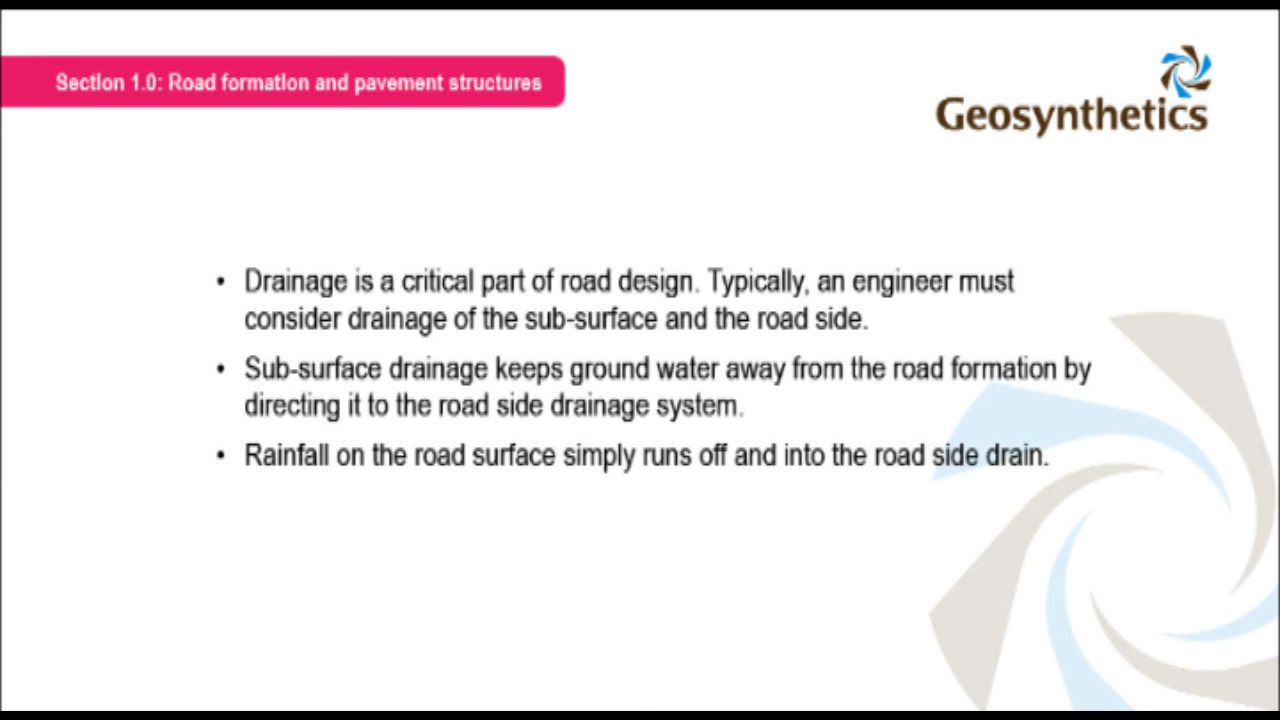 Section 1.0: Road formation and pavement structures
Geosynthetics
• Drainage is a critical part of road design. Typically, an engineer must
consider drainage of the sub-surface and the road side.
• Sub-surface drainage keeps ground water away from the road formation by
directing it to the road side drainage system.
• Rainfall on the road surface simply runs off and into the road side drain.